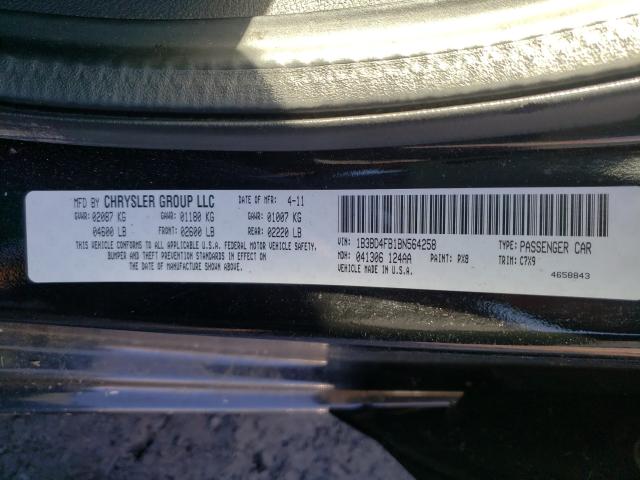 MFD BY CHRYSLER GROUP LLC DATE OF MFR: 4-11
GVWR: 02087 KG GAWR: 01180 KG GAWR: 01007 KG
04600 LB FRONT: 02600 LB REAR: 02220 LB
THIS VEHICLE CONFORMS TO ALL APPLICABLE U.S.A. FEDERAL MOTOR VEHICLE SAFETY,
BUMPER AND THEFT PREVENTION STANDARDS IN EFFECT ON
THE DATE OF MANUFACTURE SHOWN ABOVE.
VIN: 1B3BD4FB1BN564258 TYPE: PASSENGER CAR
MDH: 041306 124AA PAINT: PX8 TRIM: C7X9
VEHICLE MADE IN U.S.A.
4658843